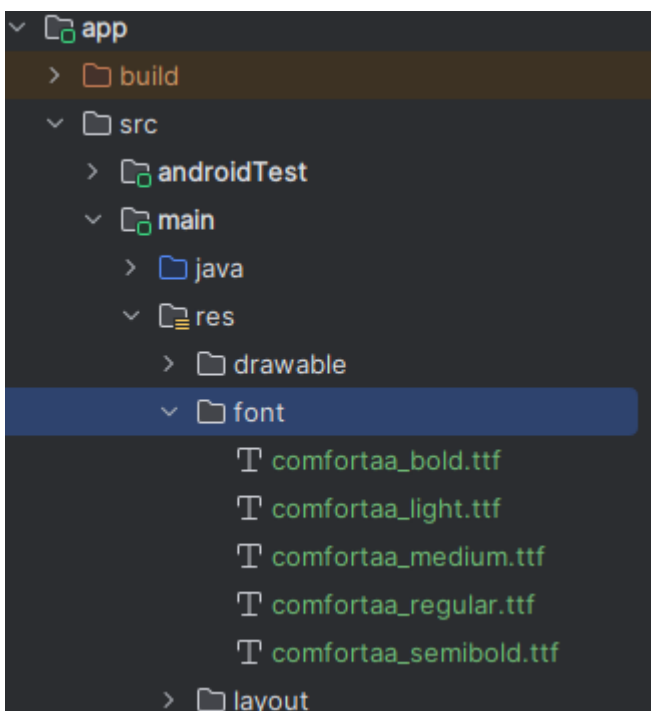 app
build
src
androidTest
main
java
res
drawable
font
comfortaa_bold.ttf
comfortaa_light.ttf
comfortaa_medium.ttf
comfortaa_regular.ttf
comfortaa_semibold.ttf
layout